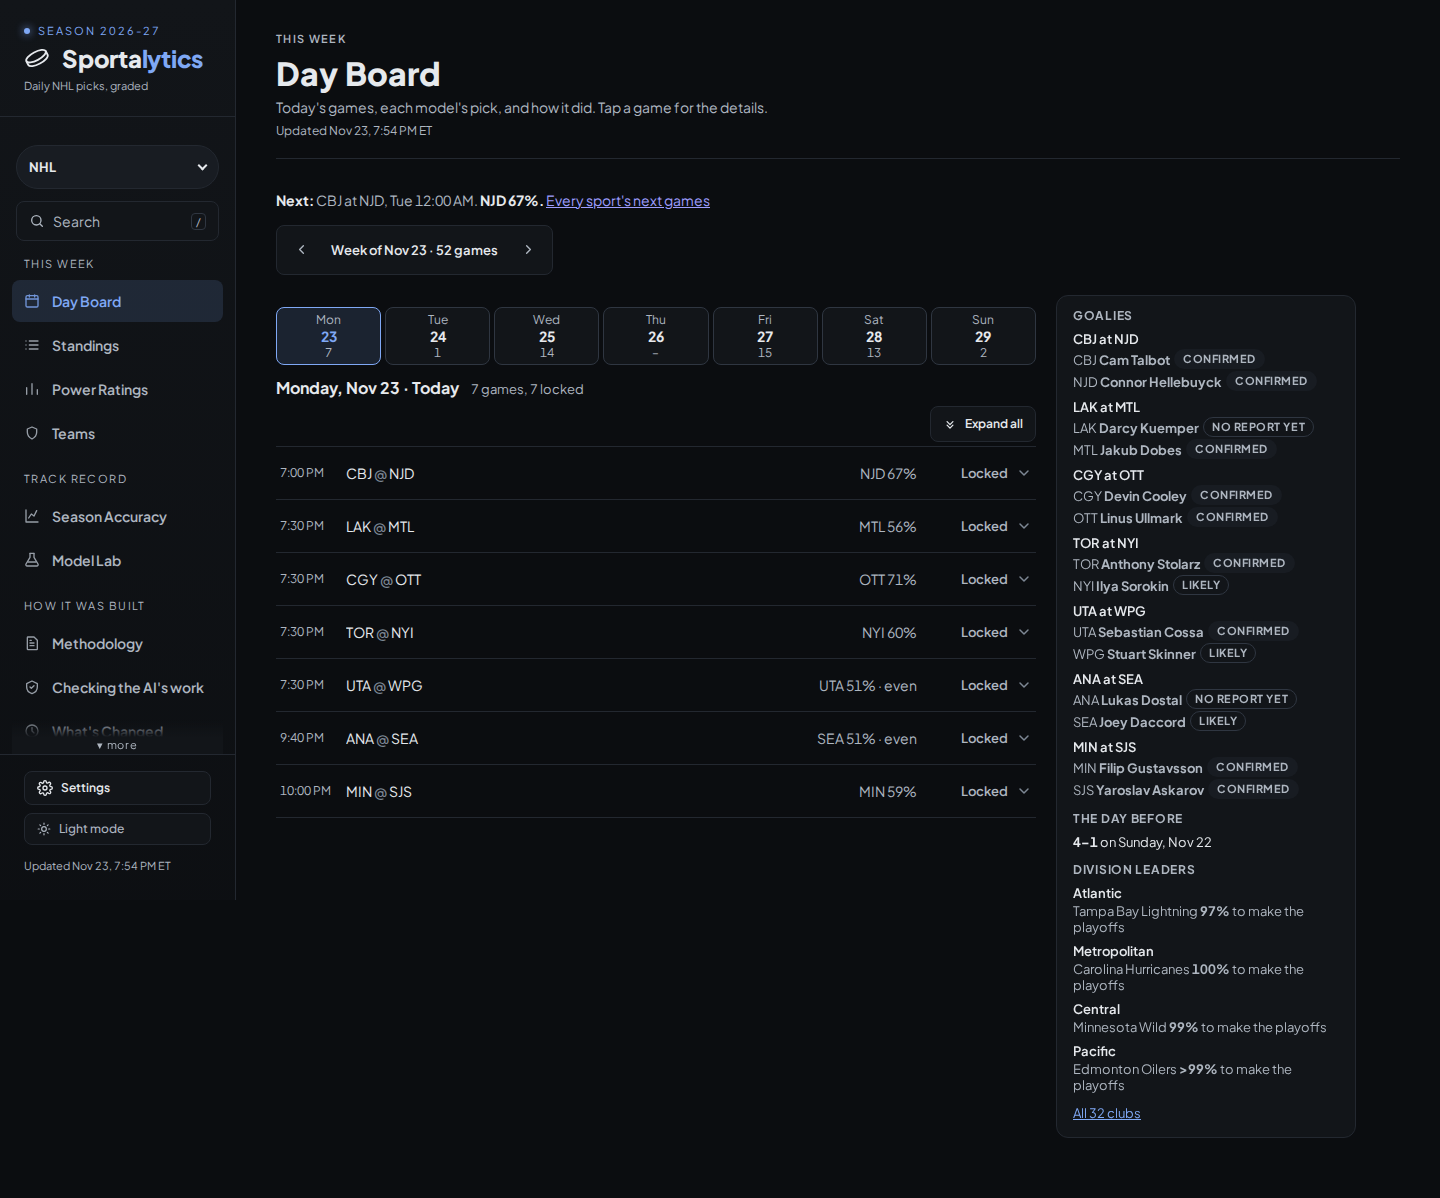 SEASON 2026-27
Sportalytics
Daily NHL picks, graded
NHL
Search /
THIS WEEK
Day Board
Standings
Power Ratings
Teams
TRACK RECORD
Season Accuracy
Model Lab
HOW IT WAS BUILT
Methodology
Checking the AI's work
What's Changed
▾ more
Settings
Light mode
Updated Nov 23, 7:54 PM ET
THIS WEEK
Day Board
Today's games, each model's pick, and how it did. Tap a game for the details.
Updated Nov 23, 7:54 PM ET
Next: CBJ at NJD, Tue 12:00 AM. NJD 67%. Every sport's next games
Week of Nov 23 · 52 games
Mon 23 7
Tue 24 1
Wed 25 14
Thu 26 –
Fri 27 15
Sat 28 13
Sun 29 2
Monday, Nov 23 · Today 7 games, 7 locked
Expand all
7:00 PM CBJ @ NJD NJD 67% Locked
7:30 PM LAK @ MTL MTL 56% Locked
7:30 PM CGY @ OTT OTT 71% Locked
7:30 PM TOR @ NYI NYI 60% Locked
7:30 PM UTA @ WPG UTA 51% · even Locked
9:40 PM ANA @ SEA SEA 51% · even Locked
10:00 PM MIN @ SJS MIN 59% Locked
GOALIES
CBJ at NJD
CBJ Cam Talbot CONFIRMED
NJD Connor Hellebuyck CONFIRMED
LAK at MTL
LAK Darcy Kuemper NO REPORT YET
MTL Jakub Dobes CONFIRMED
CGY at OTT
CGY Devin Cooley CONFIRMED
OTT Linus Ullmark CONFIRMED
TOR at NYI
TOR Anthony Stolarz CONFIRMED
NYI Ilya Sorokin LIKELY
UTA at WPG
UTA Sebastian Cossa CONFIRMED
WPG Stuart Skinner LIKELY
ANA at SEA
ANA Lukas Dostal NO REPORT YET
SEA Joey Daccord LIKELY
MIN at SJS
MIN Filip Gustavsson CONFIRMED
SJS Yaroslav Askarov CONFIRMED
THE DAY BEFORE
4–1 on Sunday, Nov 22
DIVISION LEADERS
Atlantic
Tampa Bay Lightning 97% to make the
playoffs
Metropolitan
Carolina Hurricanes 100% to make the
playoffs
Central
Minnesota Wild 99% to make the playoffs
Pacific
Edmonton Oilers >99% to make the
playoffs
All 32 clubs